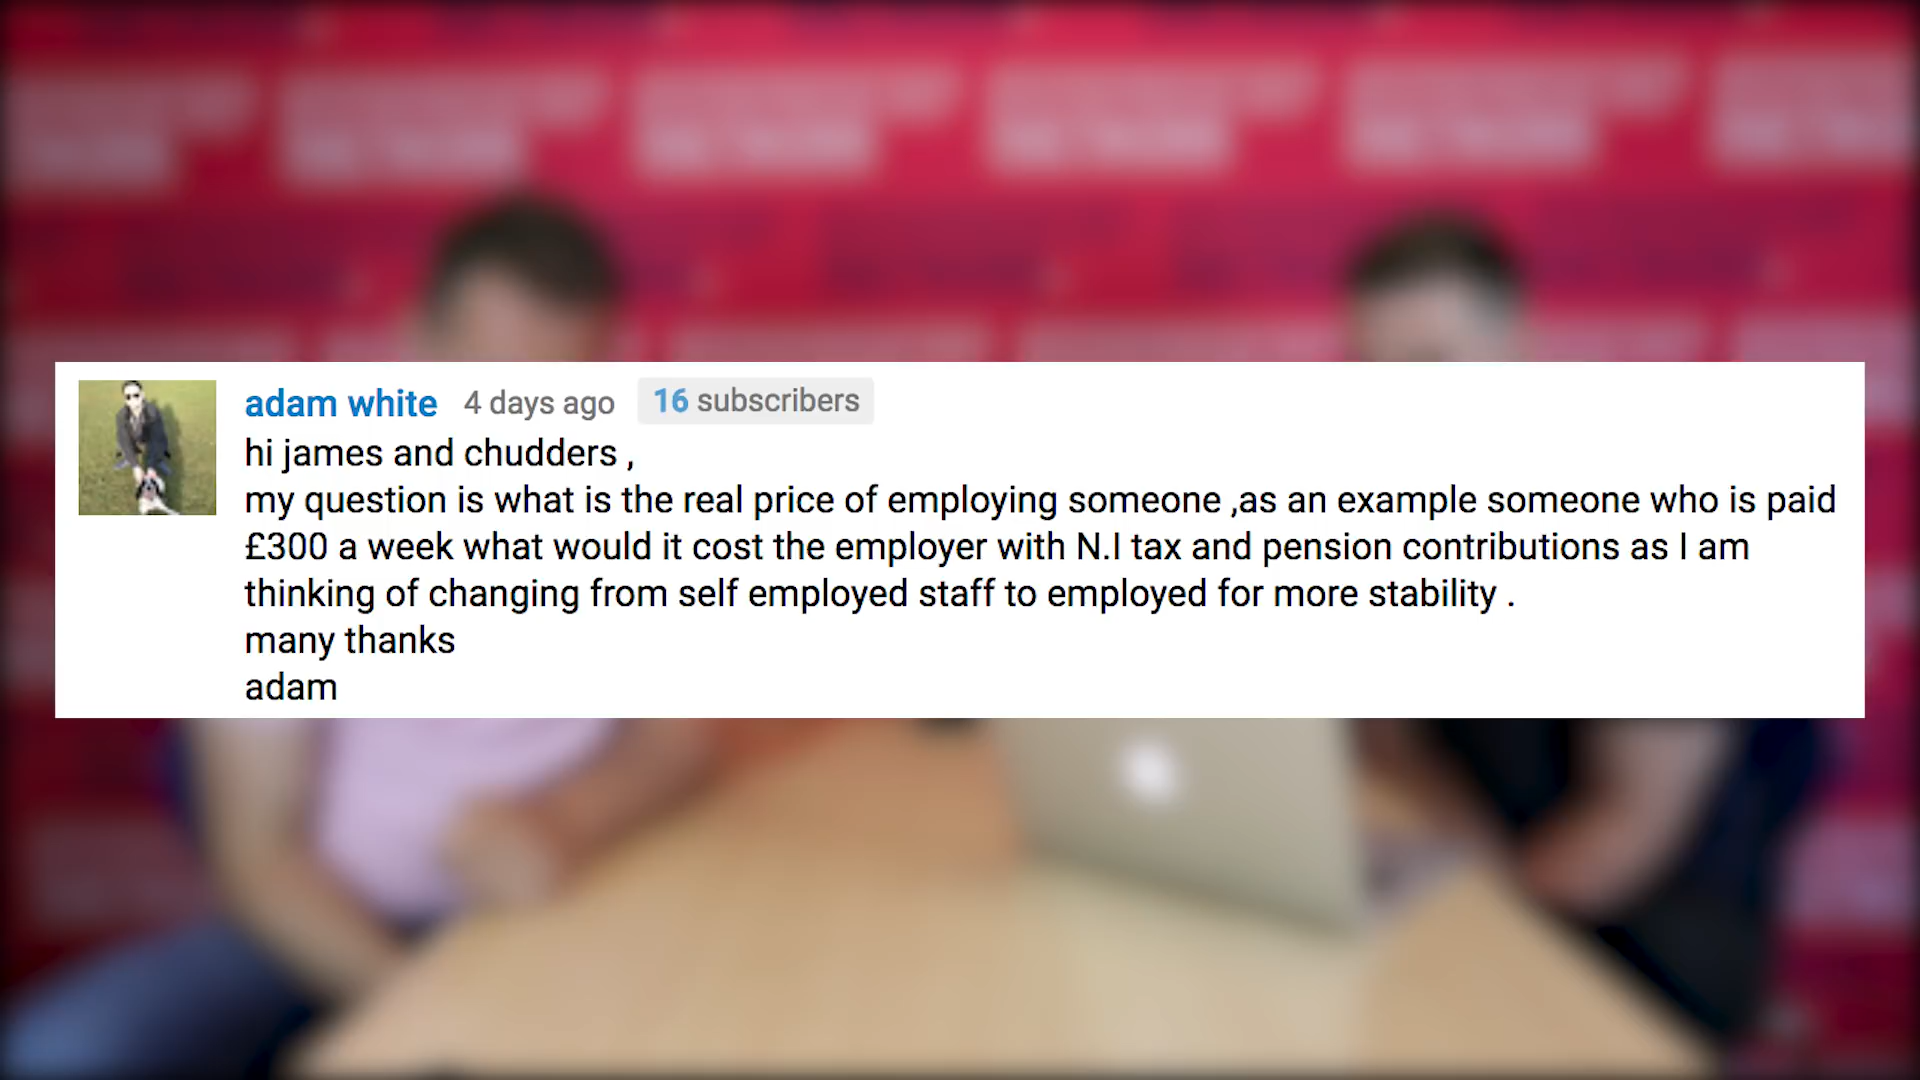 adam white 4 days ago 16 subscribers
hi james and chudders ,
my question is what is the real price of employing someone ,as an example someone who is paid
£300 a week what would it cost the employer with N.I tax and pension contributions as I am
thinking of changing from self employed staff to employed for more stability .
many thanks
adam